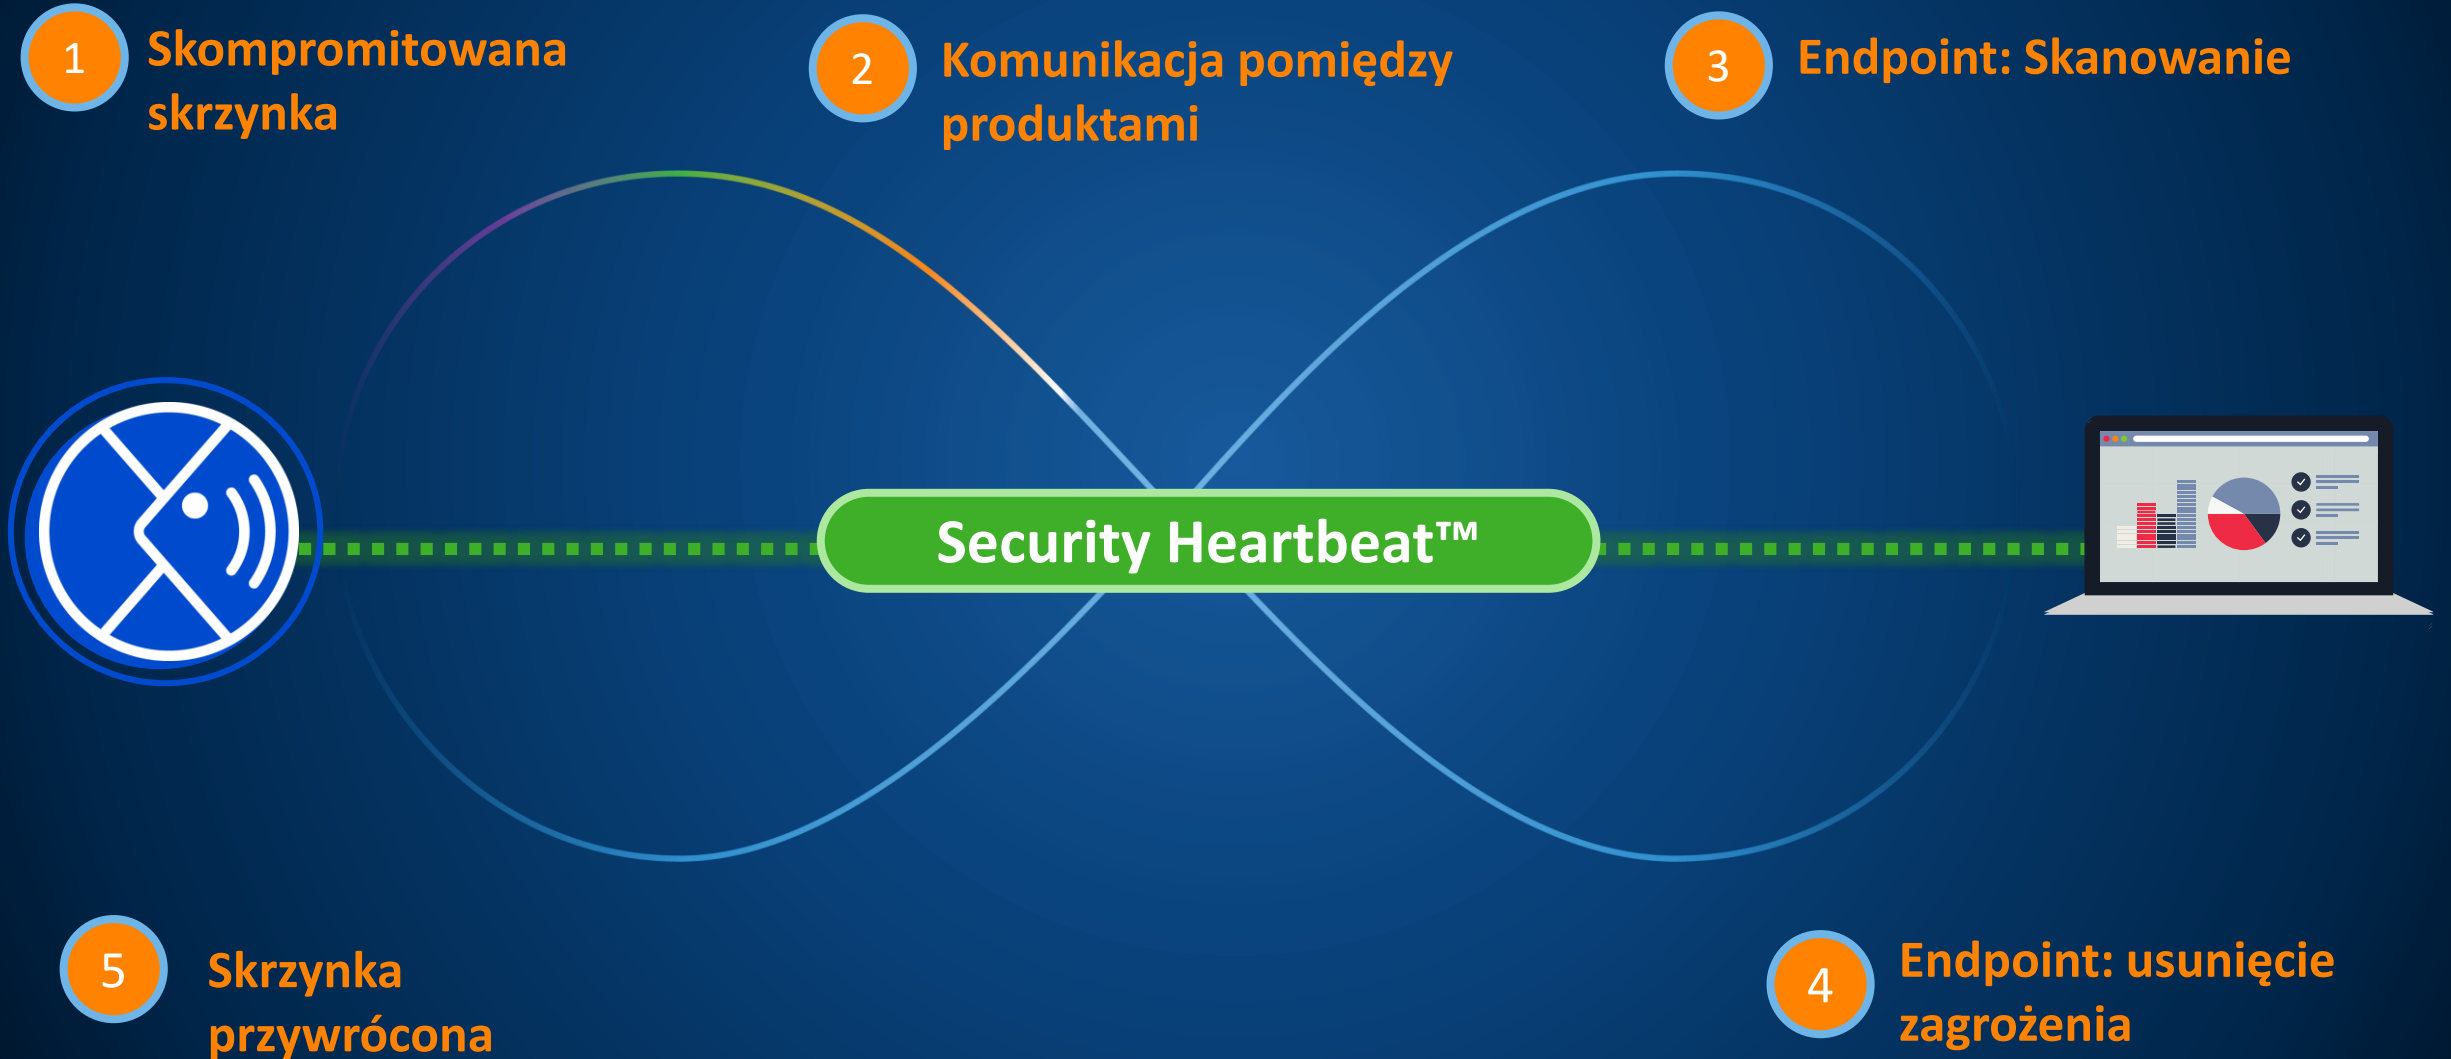 1
Skompromitowana
skrzynka
2
Komunikacja pomiędzy
produktami
3
Endpoint: Skanowanie
Security Heartbeat™
5
Skrzynka
przywrócona
4
Endpoint: usunięcie
zagrożenia